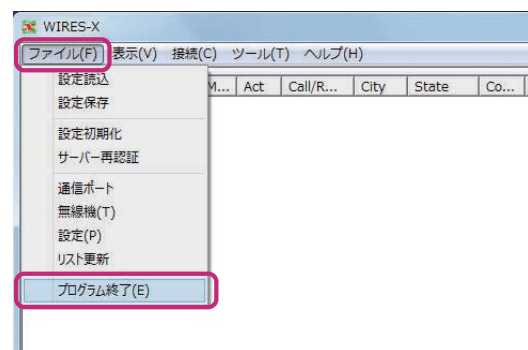 WIRES-X
ファイル(F) 表示(V) 接続(C) ツール(T) ヘルプ(H)
M... Act Call/R... City State Co...
設定読込
設定保存
設定初期化
サーバー再認証
通信ポート
無線機(T)
設定(P)
リスト更新
プログラム終了(E)